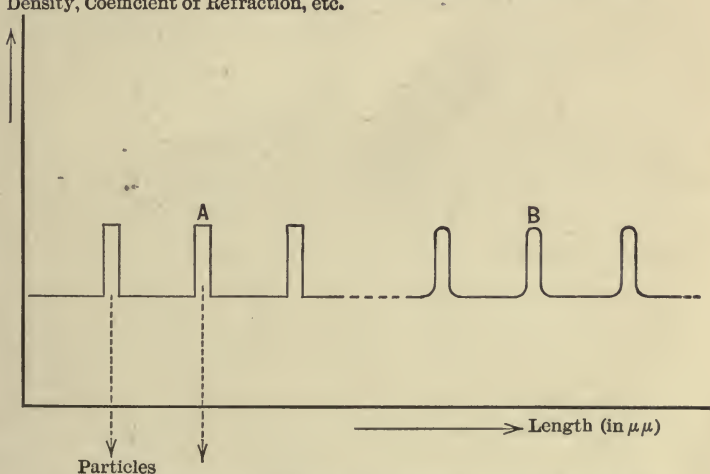 Density, Coefficient of Refraction, etc.
A
B
Length (in μμ)
Particles